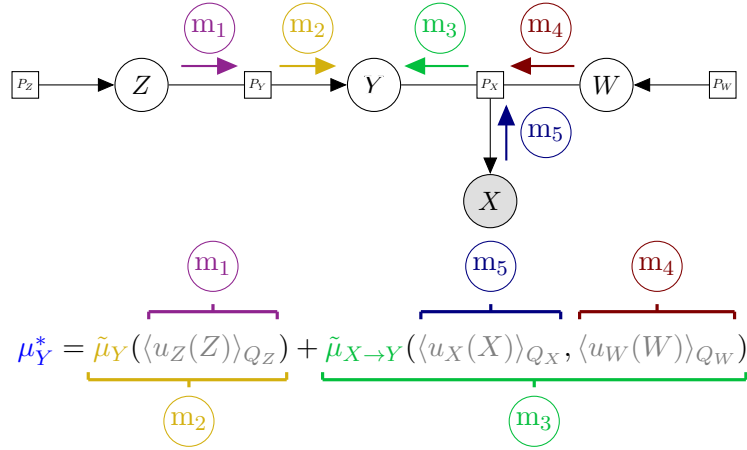 m₁ m₂ m₃ m₄
P_Z Z P_Y Y P_X W P_W
m₅
X
m₁ m₅ m₄
μ*_Y = μ̃_Y(⟨u_Z(Z)⟩_{Q_Z}) + μ̃_{X→Y}(⟨u_X(X)⟩_{Q_X}, ⟨u_W(W)⟩_{Q_W})
m₂ m₃